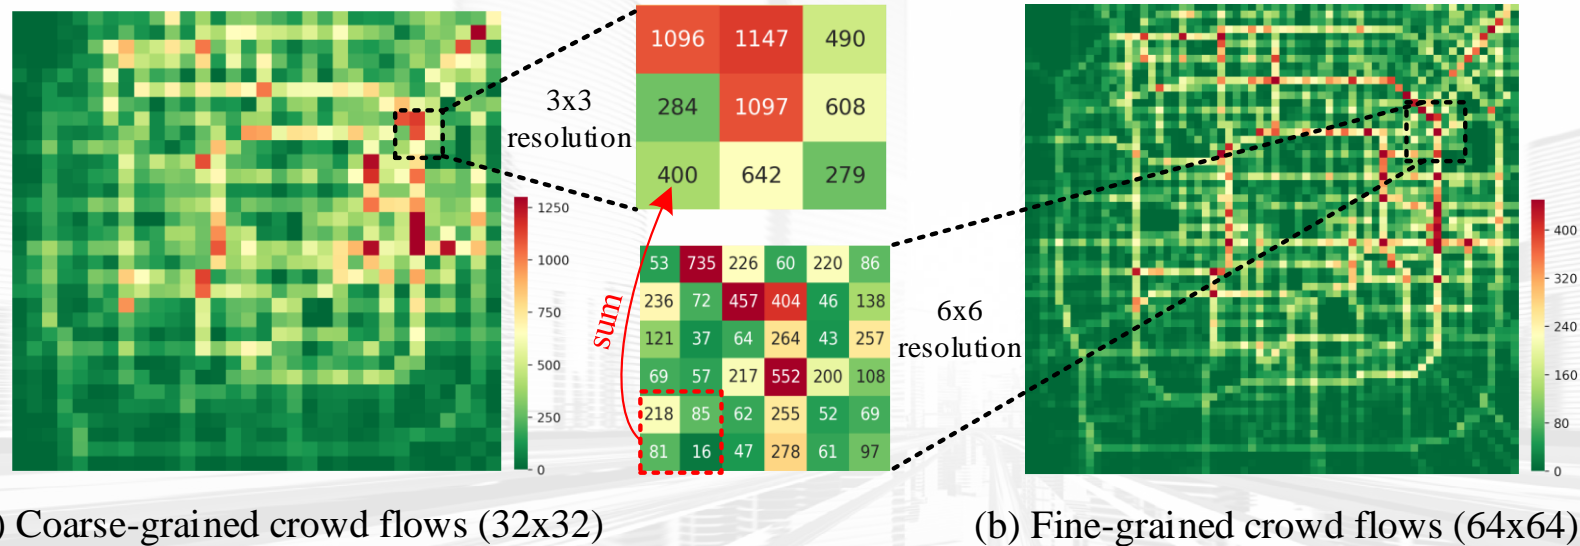 1096 1147 490
284 1097 608
400 642 279
3x3
resolution
1250
1000
750
500
250
0
sum
53 735 226 60 220 86
236 72 457 404 46 138
121 37 64 264 43 257
69 57 217 552 200 108
218 85 62 255 52 69
81 16 47 278 61 97
6x6
resolution
400
320
240
160
80
0
) Coarse-grained crowd flows (32x32)
(b) Fine-grained crowd flows (64x64)